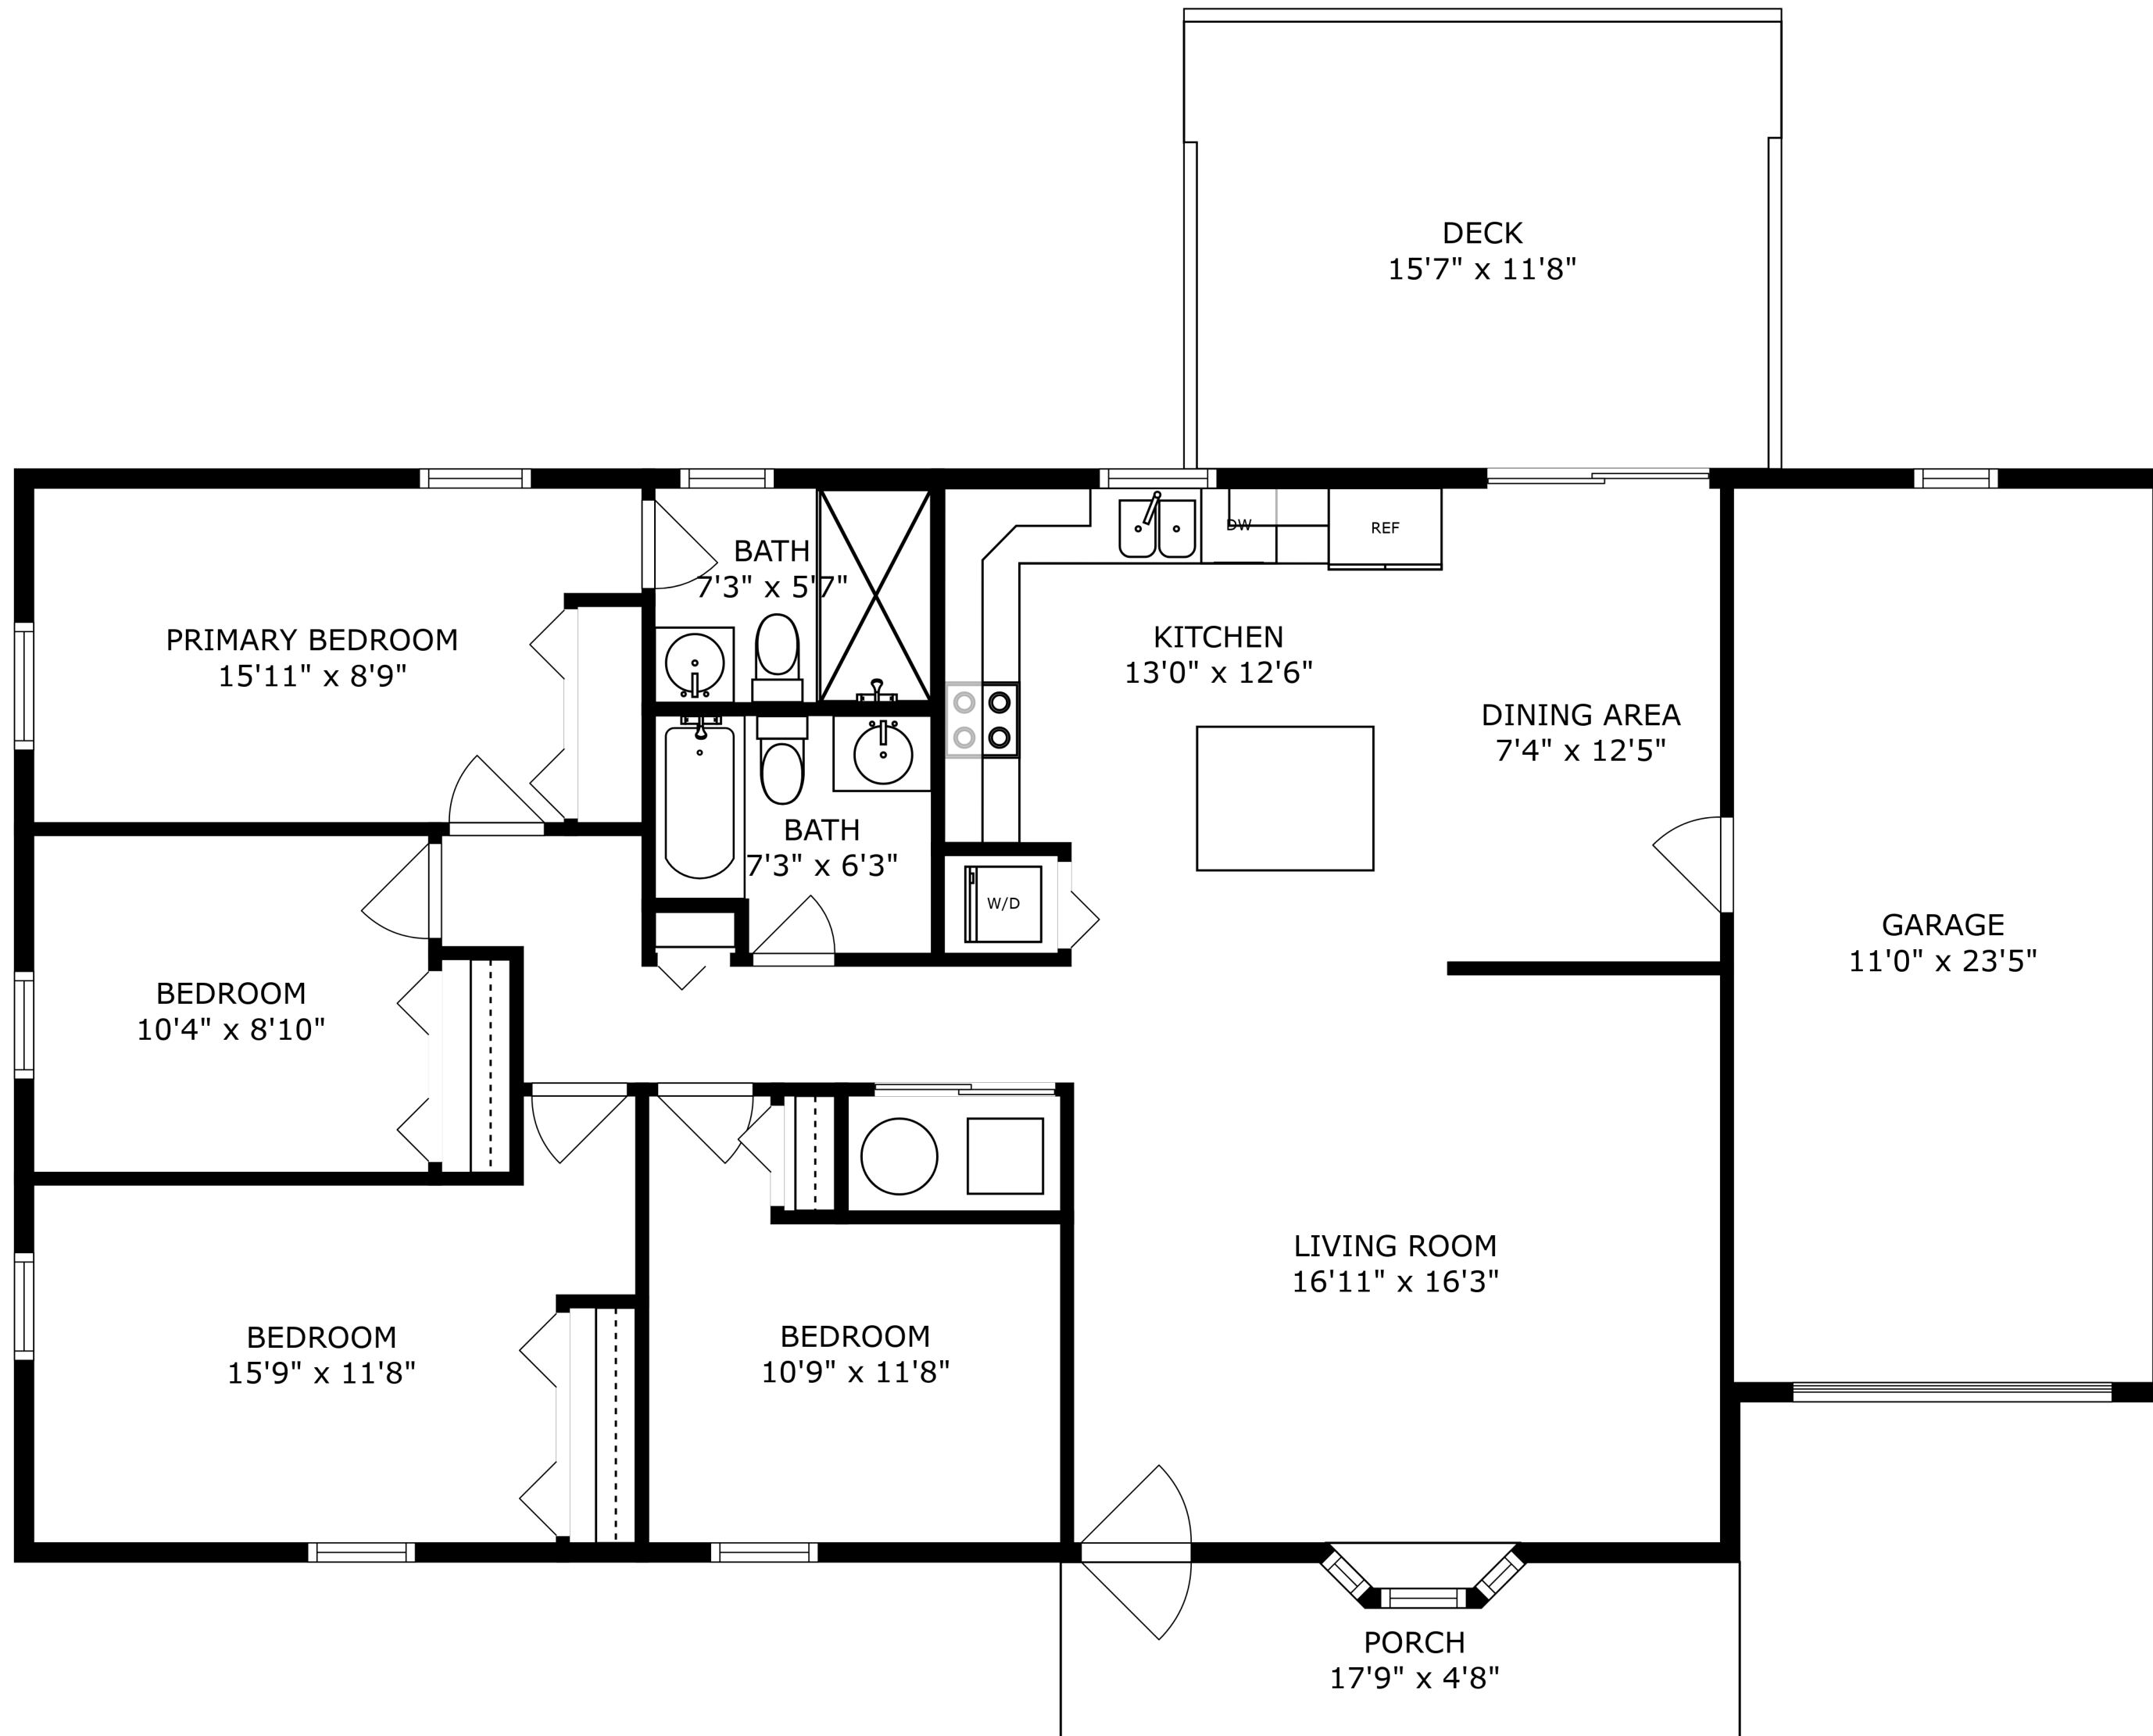 DECK
15'7" x 11'8"
BATH
7'3" x 5'7"
DW
REF
PRIMARY BEDROOM
15'11" x 8'9"
KITCHEN
13'0" x 12'6"
DINING AREA
7'4" x 12'5"
BATH
7'3" x 6'3"
W/D
GARAGE
11'0" x 23'5"
BEDROOM
10'4" x 8'10"
LIVING ROOM
16'11" x 16'3"
BEDROOM
15'9" x 11'8"
BEDROOM
10'9" x 11'8"
PORCH
17'9" x 4'8"